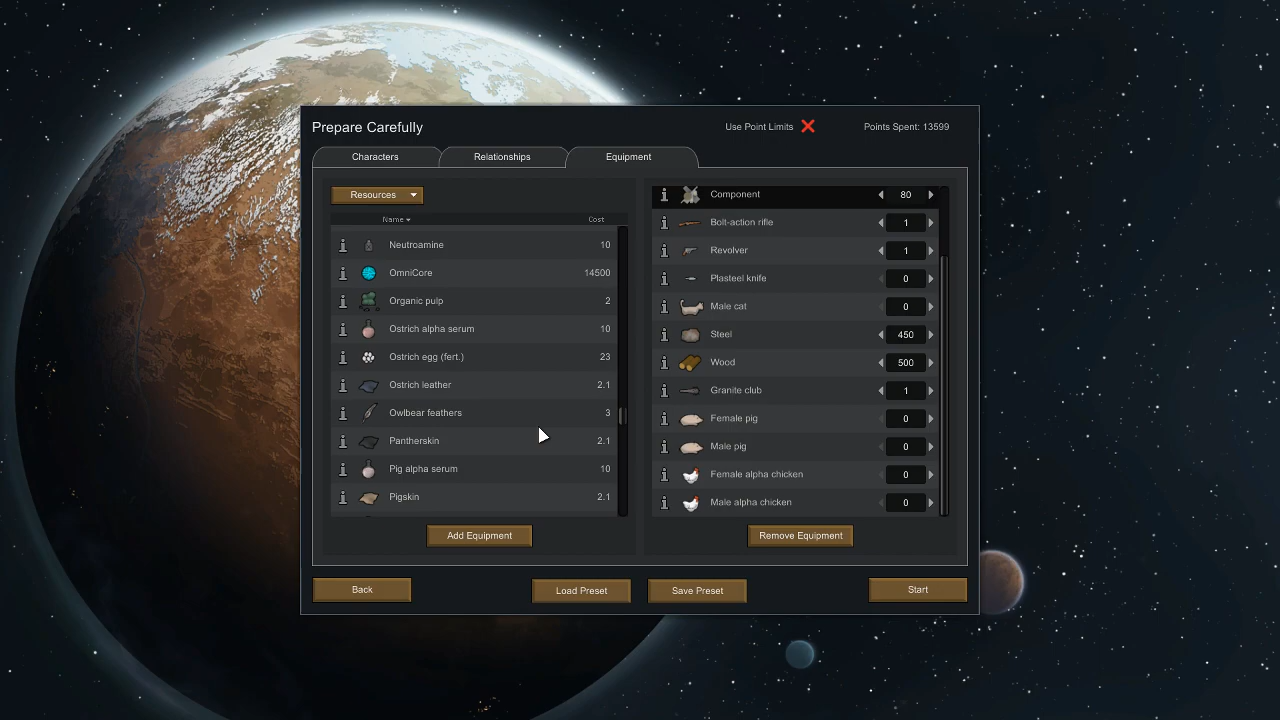 Prepare Carefully
Use Point Limits
Points Spent: 13599
Characters
Relationships
Equipment
Resources
Name
Cost
Neutroamine 10
OmniCore 14500
Organic pulp 2
Ostrich alpha serum 10
Ostrich egg (fert.) 23
Ostrich leather 2.1
Owlbear feathers 3
Pantherskin 2.1
Pig alpha serum 10
Pigskin 2.1
Add Equipment
Component 80
Bolt-action rifle 1
Revolver 1
Plasteel knife 0
Male cat 0
Steel 450
Wood 500
Granite club 1
Female pig 0
Male pig 0
Female alpha chicken 0
Male alpha chicken 0
Remove Equipment
Back
Load Preset
Save Preset
Start